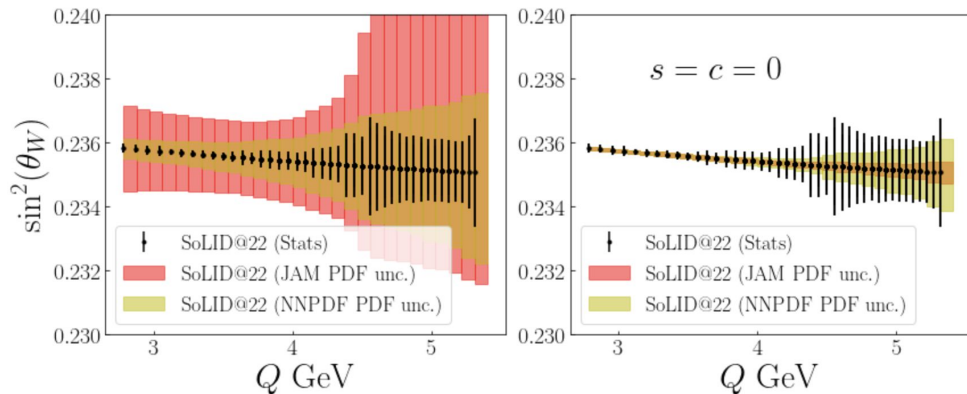 0.240
0.238
0.236
0.234
0.232
0.230
sin²(θ_W)
SoLID@22 (Stats)
SoLID@22 (JAM PDF unc.)
SoLID@22 (NNPDF PDF unc.)
3 4 5
Q GeV
0.240
0.238
0.236
0.234
0.232
0.230
s = c = 0
SoLID@22 (Stats)
SoLID@22 (JAM PDF unc.)
SoLID@22 (NNPDF PDF unc.)
3 4 5
Q GeV